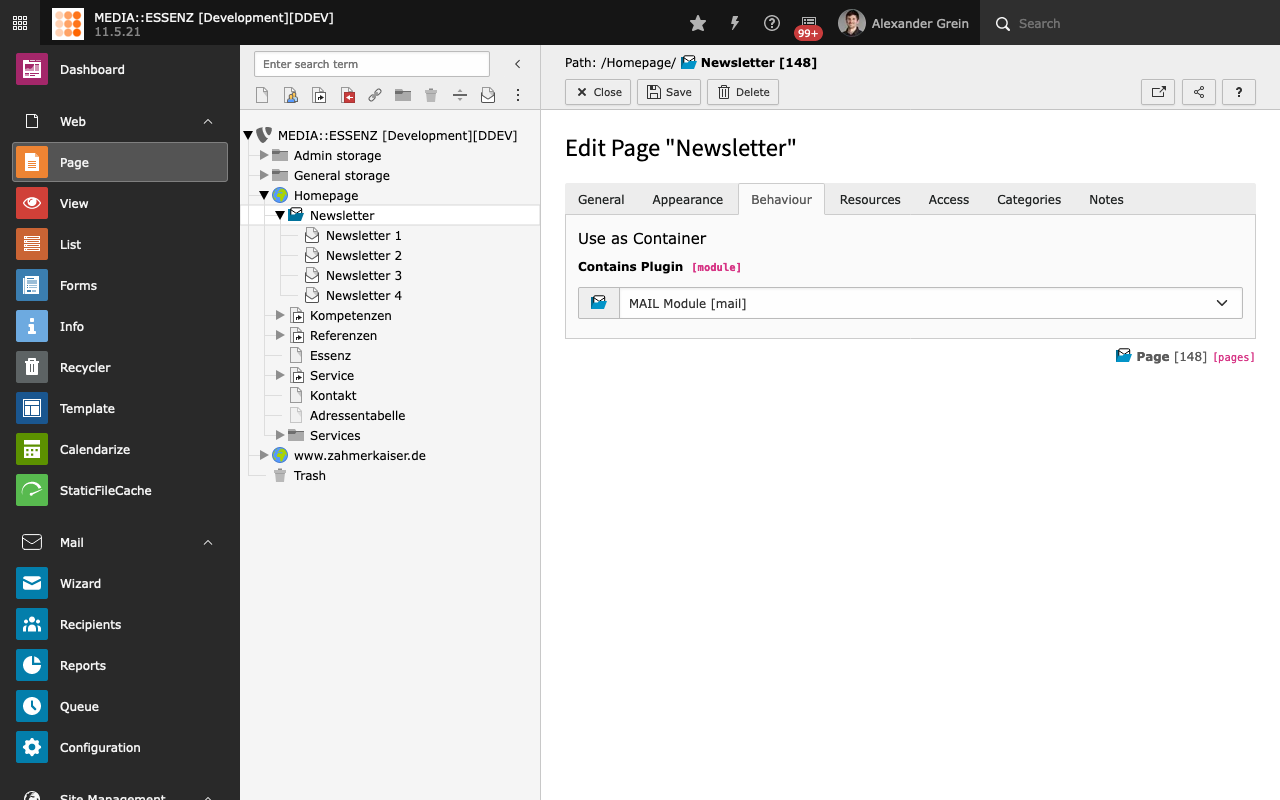 MEDIA::ESSENZ [Development][DDEV]
11.5.21
?
99+
Alexander Grein
Search
Dashboard
Web
Page
View
List
Forms
Info
Recycler
Template
Calendarize
StaticFileCache
Mail
Wizard
Recipients
Reports
Queue
Configuration
Site Management
Enter search term
MEDIA::ESSENZ [Development][DDEV]
Admin storage
General storage
Homepage
Newsletter
Newsletter 1
Newsletter 2
Newsletter 3
Newsletter 4
Kompetenzen
Referenzen
Essenz
Service
Kontakt
Adressentabelle
Services
www.zahmerkaiser.de
Trash
Path: /Homepage/ Newsletter [148]
Close Save Delete ?
Edit Page "Newsletter"
General Appearance Behaviour Resources Access Categories Notes
Use as Container
Contains Plugin [module]
MAIL Module [mail]
Page [148] [pages]